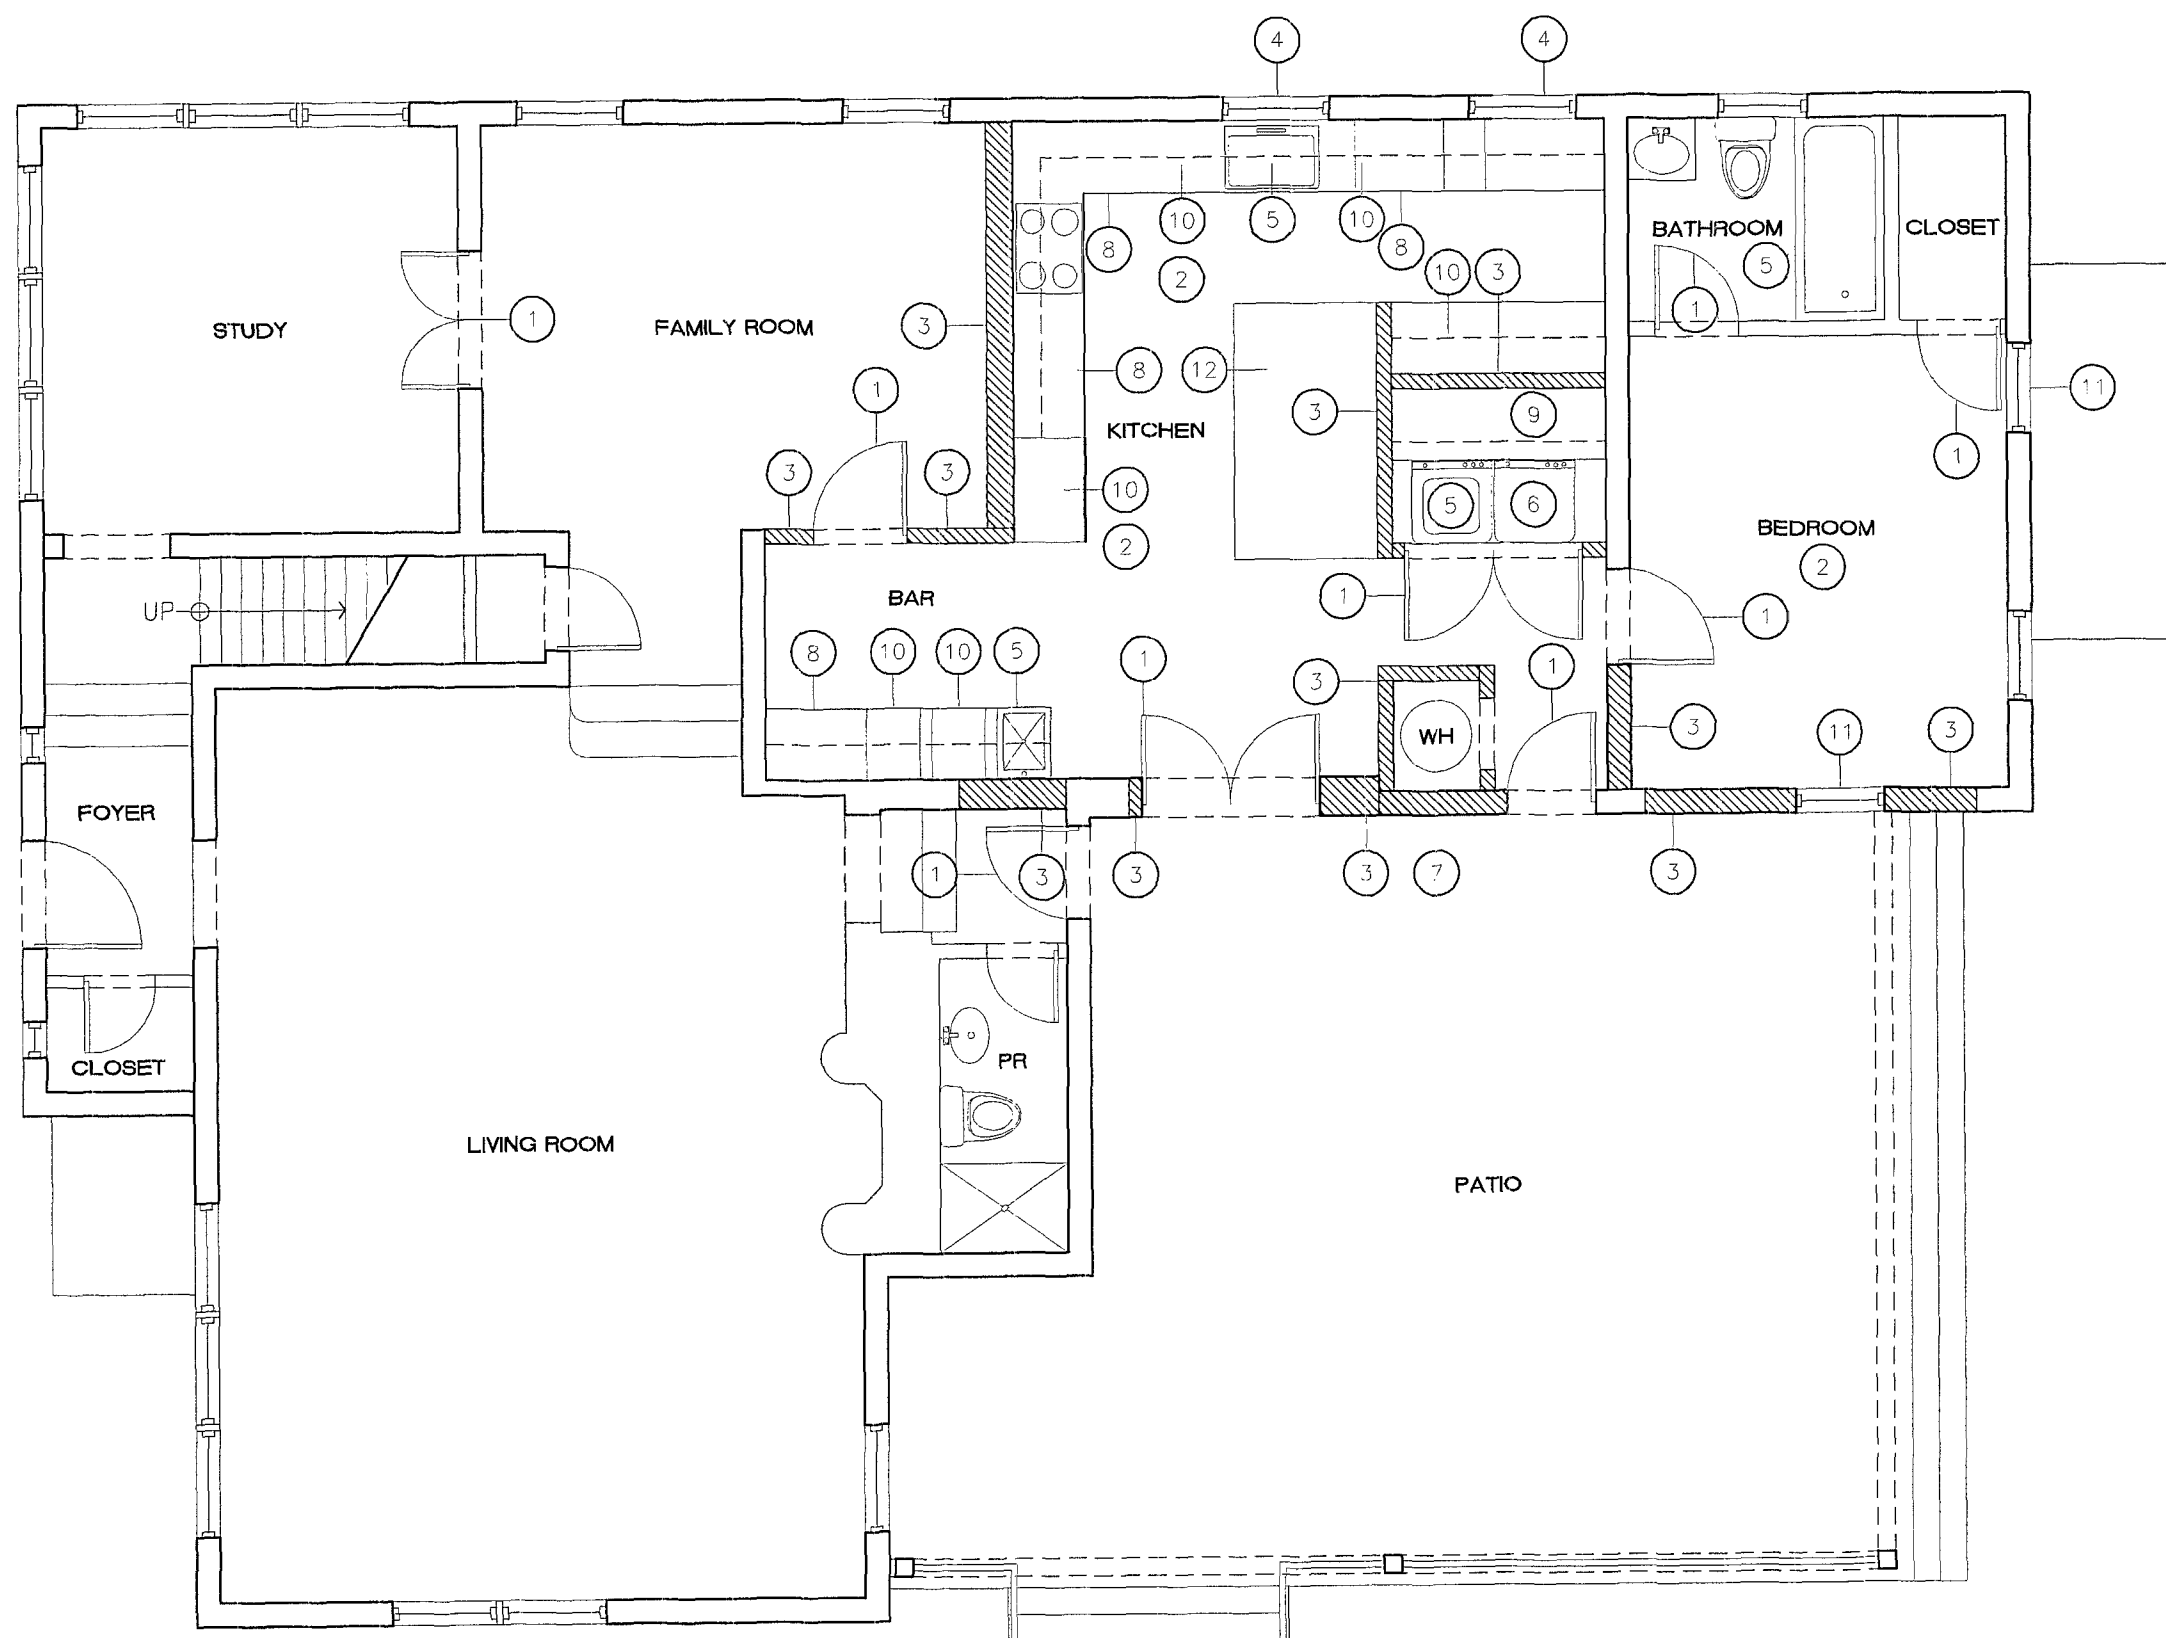 4 4
10 5 10
BATHROOM CLOSET
8 8
5
2 10 3
1 1
STUDY 1 FAMILY ROOM 3
8 12
1 11
3 9
KITCHEN
1
3 3
10 5 6
BEDROOM
2 2
BAR 1
UP 1
8 10 10 5 1 1
3
3 11 3
WH
FOYER
1 3 3 3 7 3
PR
CLOSET
LIVING ROOM
PATIO